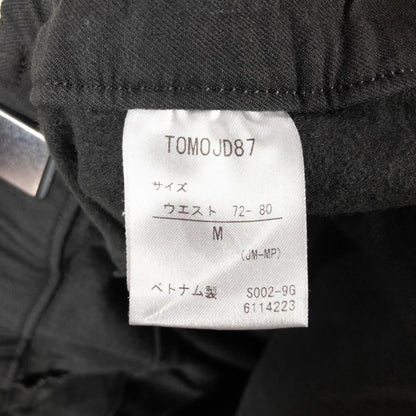 TOMOJD87
サイズ
ウエスト 72-80
M
(JM-MP)
ベトナム製 S002-9G
6114223